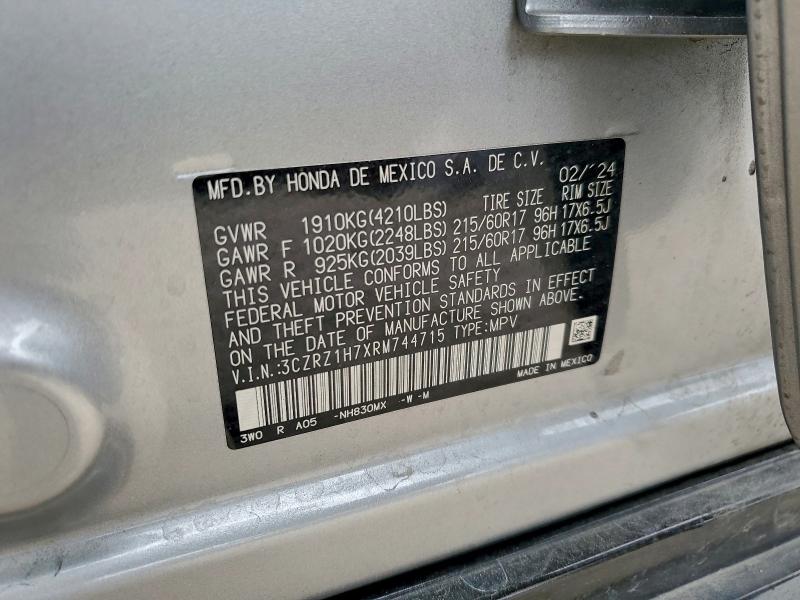 MFD.BY HONDA DE MEXICO S.A. DE C.V. 02/'24
TIRE SIZE RIM SIZE
GVWR 1910KG(4210LBS)
GAWR F 1020KG(2248LBS) 215/60R17 96H 17X6.5J
GAWR R 925KG(2039LBS) 215/60R17 96H 17X6.5J
THIS VEHICLE CONFORMS TO ALL APPLICABLE
FEDERAL MOTOR VEHICLE SAFETY
AND THEFT PREVENTION STANDARDS IN EFFECT
ON THE DATE OF MANUFACTURE SHOWN ABOVE.
V.I.N.:3CZRZ1H7XRM744715 TYPE:MPV
MADE IN MEXICO
3W0 R A05 -NH830MX -W -M